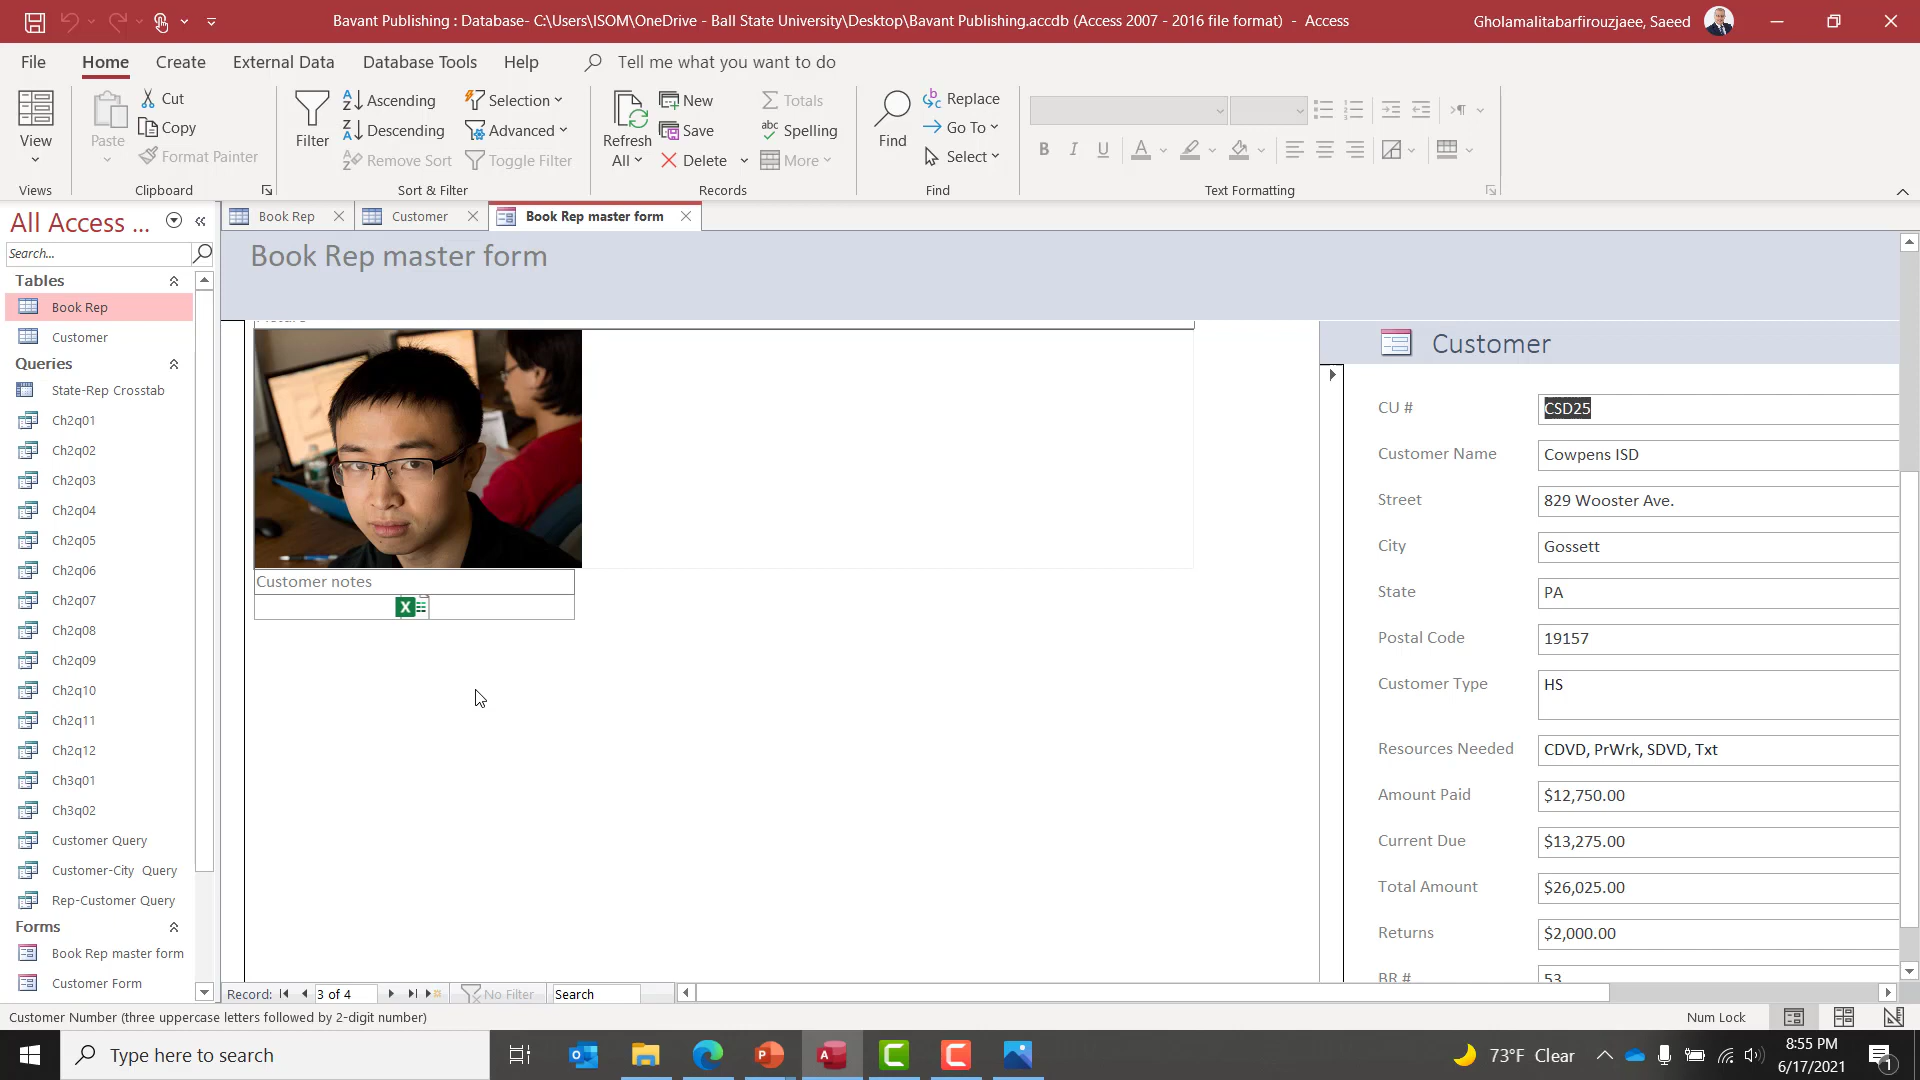 Bavant Publishing : Database- C:\Users\ISOM\OneDrive - Ball State University\Desktop\Bavant Publishing.accdb (Access 2007 - 2016 file format) - Access
Gholamalitabarfirouzjaee, Saeed
File Home Create External Data Database Tools Help Tell me what you want to do
View
Paste
Cut
Copy
Format Painter
Filter
Ascending
Descending
Remove Sort
Selection
Advanced
Toggle Filter
Refresh
All
New
Save
Delete
Totals
Spelling
More
Find
Replace
Go To
Select
B I U
Views Clipboard Sort & Filter Records Find Text Formatting
All Access ...
Search...
Tables
Book Rep
Customer
Queries
State-Rep Crosstab
Ch2q01
Ch2q02
Ch2q03
Ch2q04
Ch2q05
Ch2q06
Ch2q07
Ch2q08
Ch2q09
Ch2q10
Ch2q11
Ch2q12
Ch3q01
Ch3q02
Customer Query
Customer-City Query
Rep-Customer Query
Forms
Book Rep master form
Customer Form
Book Rep Customer Book Rep master form
Book Rep master form
Customer notes
Customer
CU # CSD25
Customer Name Cowpens ISD
Street 829 Wooster Ave.
City Gossett
State PA
Postal Code 19157
Customer Type HS
Resources Needed CDVD, PrWrk, SDVD, Txt
Amount Paid $12,750.00
Current Due $13,275.00
Total Amount $26,025.00
Returns $2,000.00
BR # 53
Record: 3 of 4 No Filter Search
Customer Number (three uppercase letters followed by 2-digit number)
Num Lock
Type here to search
73°F Clear
8:55 PM
6/17/2021
1